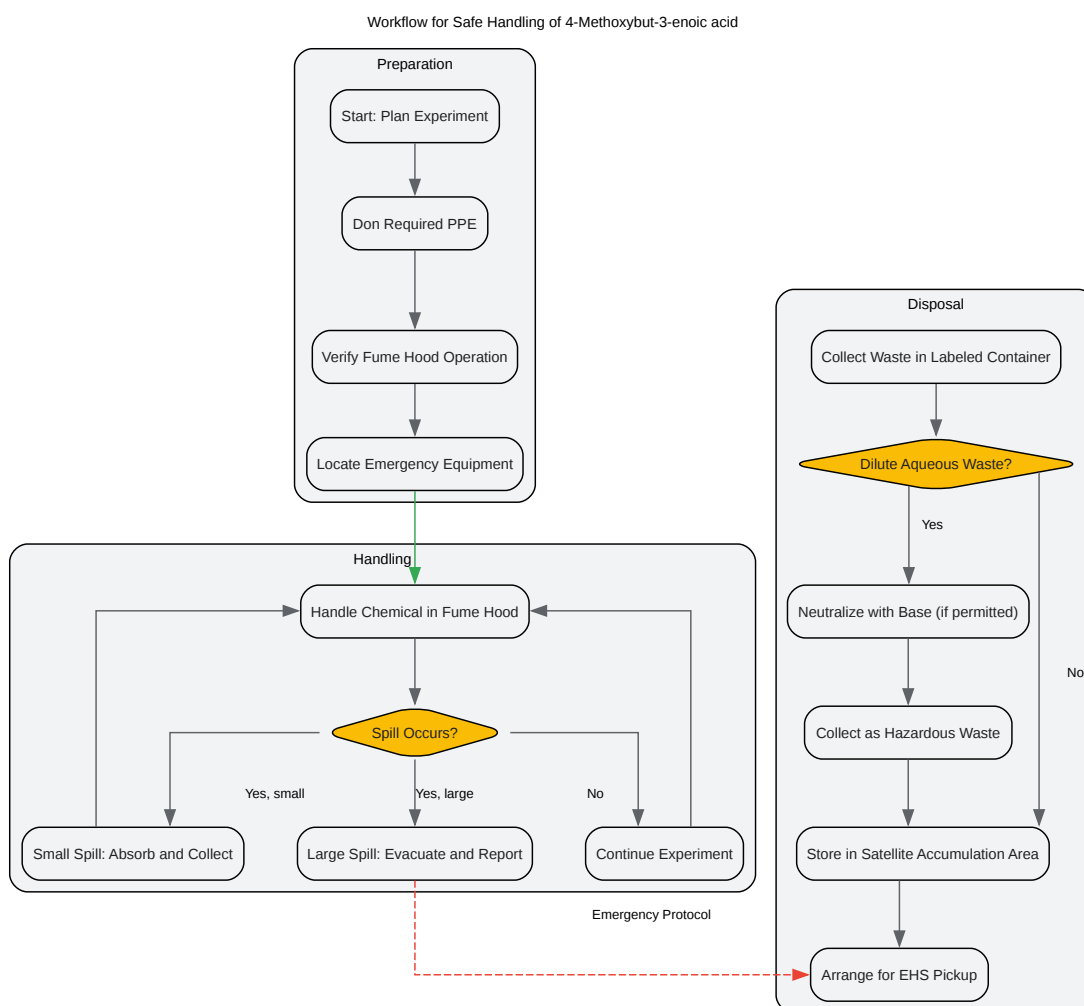 Workflow for Safe Handling of 4-Methoxybut-3-enoic acid
Preparation
Start: Plan Experiment
Don Required PPE
Verify Fume Hood Operation
Locate Emergency Equipment
Handling
Handle Chemical in Fume Hood
Spill Occurs?
Yes, small
Yes, large
No
Small Spill: Absorb and Collect
Large Spill: Evacuate and Report
Continue Experiment
Emergency Protocol
Disposal
Collect Waste in Labeled Container
Dilute Aqueous Waste?
Yes
Neutralize with Base (if permitted)
No
Collect as Hazardous Waste
Store in Satellite Accumulation Area
Arrange for EHS Pickup